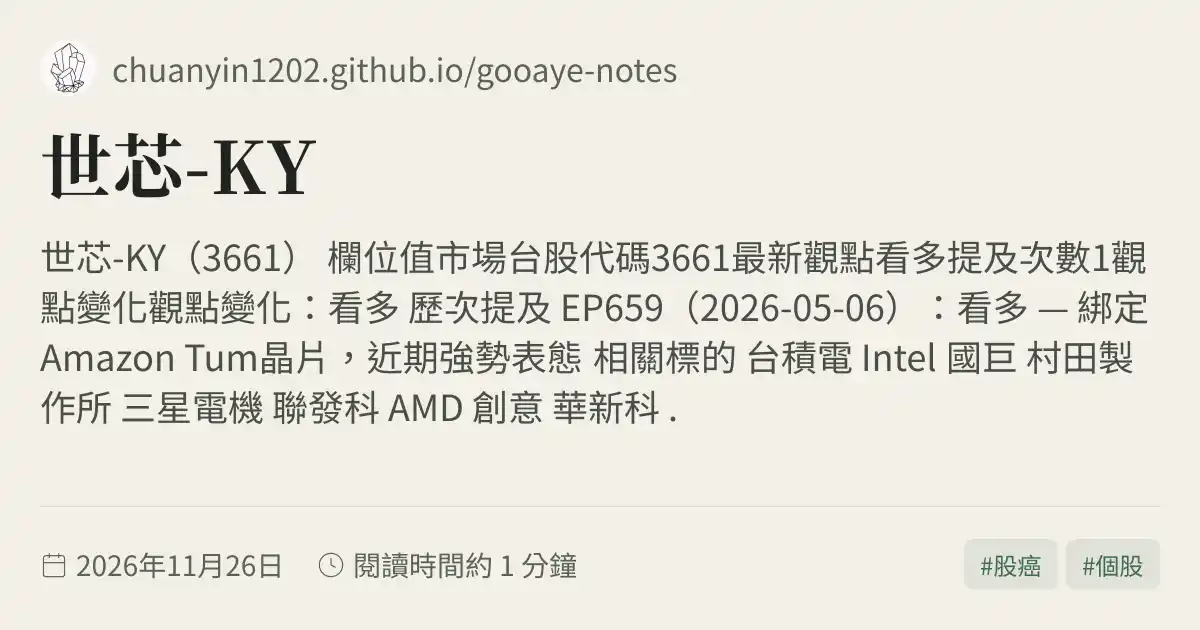 chuanyin1202.github.io/gooaye-notes
世芯-KY
世芯-KY（3661） 欄位值市場台股代碼3661最新觀點看多提及次數1觀
點變化觀點變化：看多 歷次提及 EP659（2026-05-06）：看多 — 綁定
Amazon Tum晶片，近期強勢表態 相關標的 台積電 Intel 國巨 村田製
作所 三星電機 聯發科 AMD 創意 華新科 .
2026年11月26日 閱讀時間約 1 分鐘 #股癌 #個股